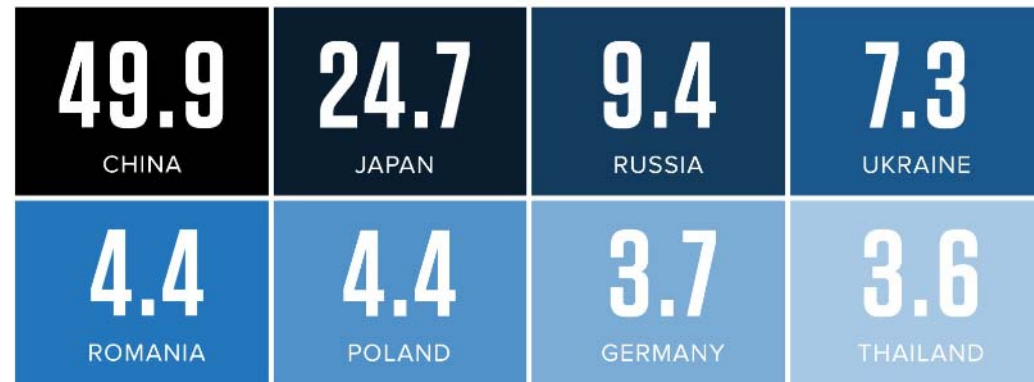 49.9 24.7 9.4 7.3
CHINA JAPAN RUSSIA UKRAINE
4.4 4.4 3.7 3.6
ROMANIA POLAND GERMANY THAILAND